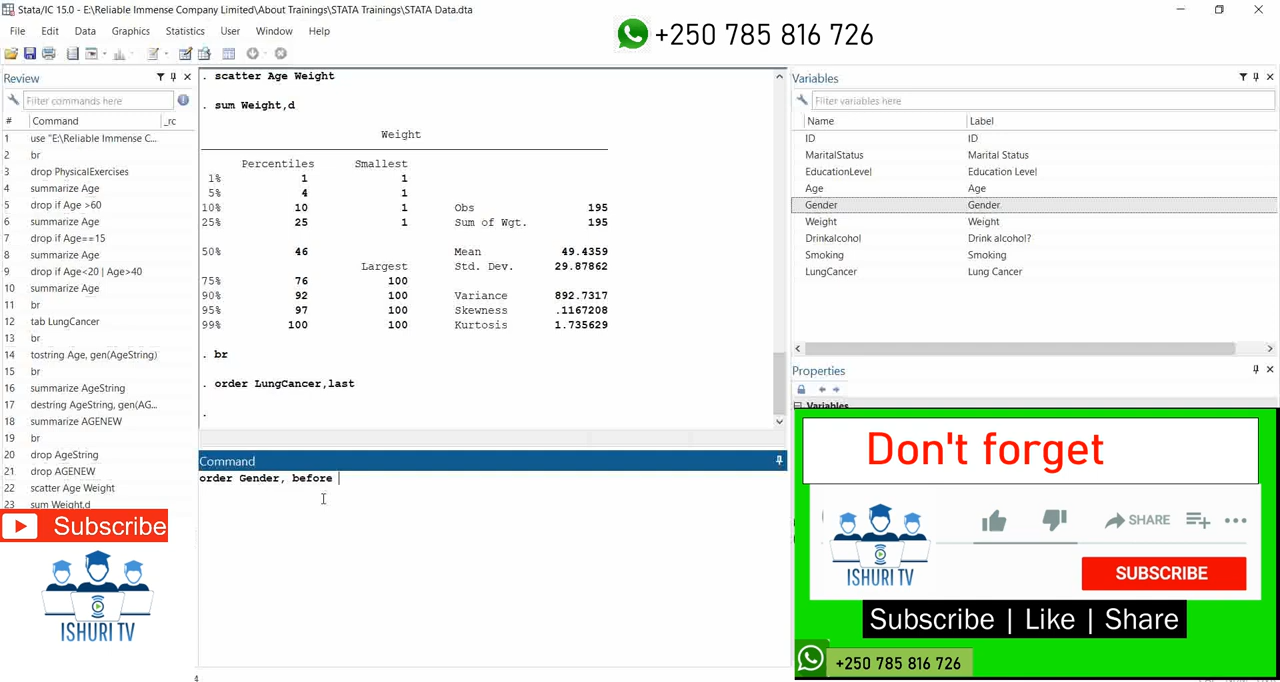 Stata/IC 15.0 - E:\Reliable Immense Company Limited\About Trainings\STATA Trainings\STATA Data.dta
+250 785 816 726
File Edit Data Graphics Statistics User Window Help
Review
Filter commands here
# Command _rc
1 use "E:\Reliable Immense C...
2 br
3 drop PhysicalExercises
4 summarize Age
5 drop if Age >60
6 summarize Age
7 drop if Age==15
8 summarize Age
9 drop if Age<20 | Age>40
10 summarize Age
11 br
12 tab LungCancer
13 br
14 tostring Age, gen(AgeString)
15 br
16 summarize AgeString
17 destring AgeString, gen(AG...
18 summarize AGENEW
19 br
20 drop AgeString
21 drop AGENEW
22 scatter Age Weight
23 sum Weight,d
Subscribe
ISHURI TV
. scatter Age Weight
. sum Weight,d
Weight
Percentiles Smallest
1% 1 1
5% 4 1
10% 10 1 Obs 195
25% 25 1 Sum of Wgt. 195
50% 46 Mean 49.4359
Largest Std. Dev. 29.87862
75% 76 100
90% 92 100 Variance 892.7317
95% 97 100 Skewness .1167208
99% 100 100 Kurtosis 1.735629
. br
. order LungCancer,last
.
Command
order Gender, before
Variables
Filter variables here
Name Label
ID ID
MaritalStatus Marital Status
EducationLevel Education Level
Age Age
Gender Gender
Weight Weight
Drinkalcohol Drink alcohol?
Smoking Smoking
LungCancer Lung Cancer
Properties
Variables
Don't forget
SHARE
ISHURI TV
SUBSCRIBE
Subscribe | Like | Share
+250 785 816 726